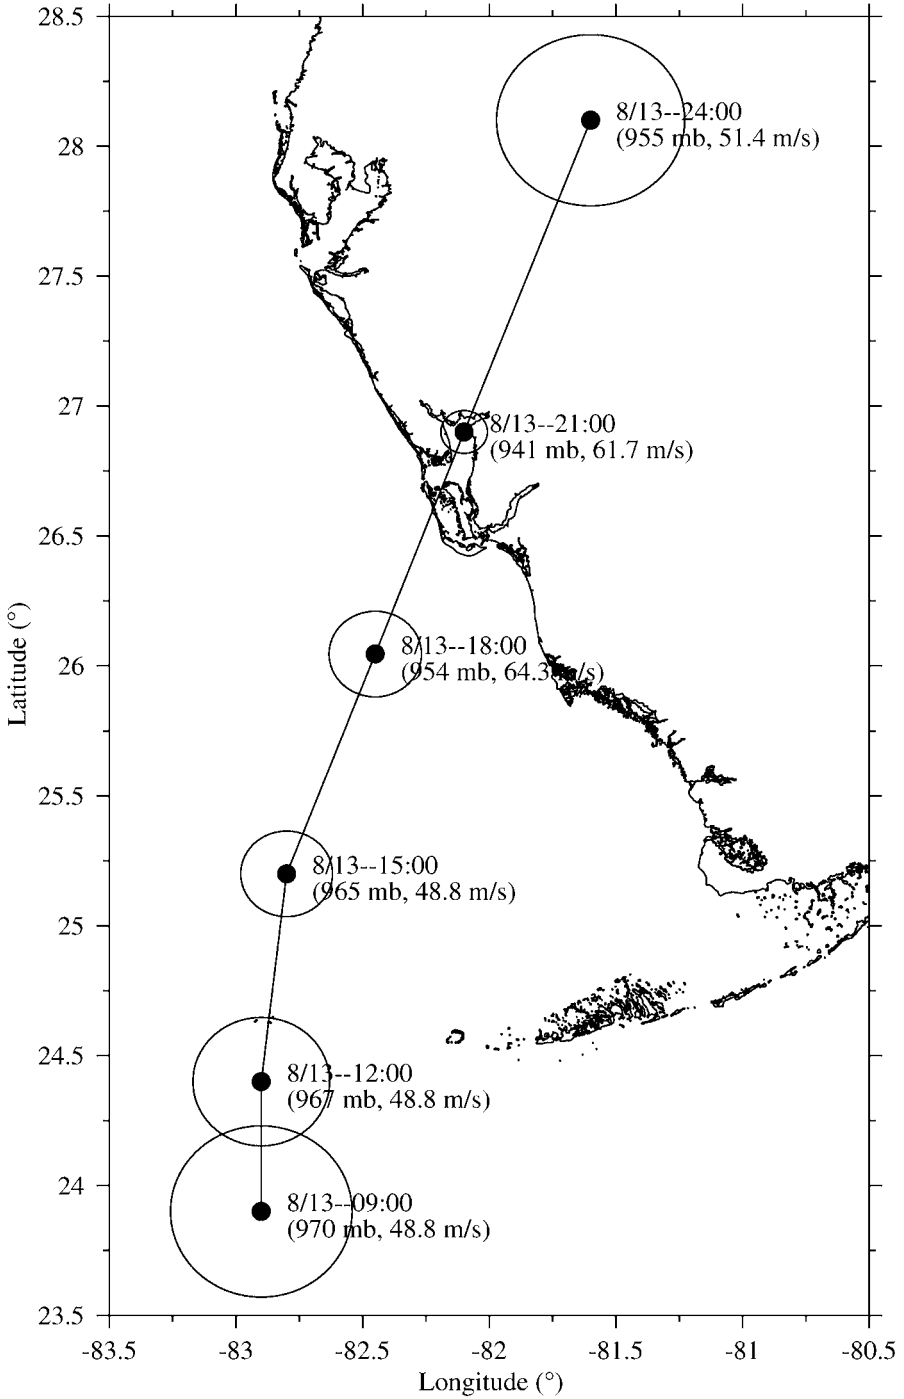 28.5
8/13--24:00
(955 mb, 51.4 m/s)
28
27.5
27
8/13--21:00
(941 mb, 61.7 m/s)
26.5
8/13--18:00
(954 mb, 64.3 m/s)
26
Latitude (°)
25.5
8/13--15:00
(965 mb, 48.8 m/s)
25
24.5
8/13--12:00
(967 mb, 48.8 m/s)
24
8/13--09:00
(970 mb, 48.8 m/s)
23.5
-83.5 -83 -82.5 -82 -81.5 -81 -80.5
Longitude (°)